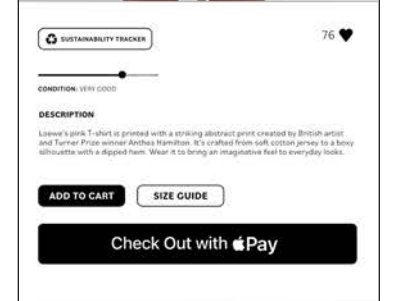 SUSTAINABILITY TRACKER
76
CONDITION: VERY GOOD
DESCRIPTION
Loewe's pink T-shirt is printed with a striking abstract print created by British artist
and Turner Prize winner Anthea Hamilton. It's crafted from soft cotton jersey to a boxy
silhouette with a dipped hem. Wear it to bring an imaginative feel to everyday looks.
ADD TO CART
SIZE GUIDE
Check Out with Pay